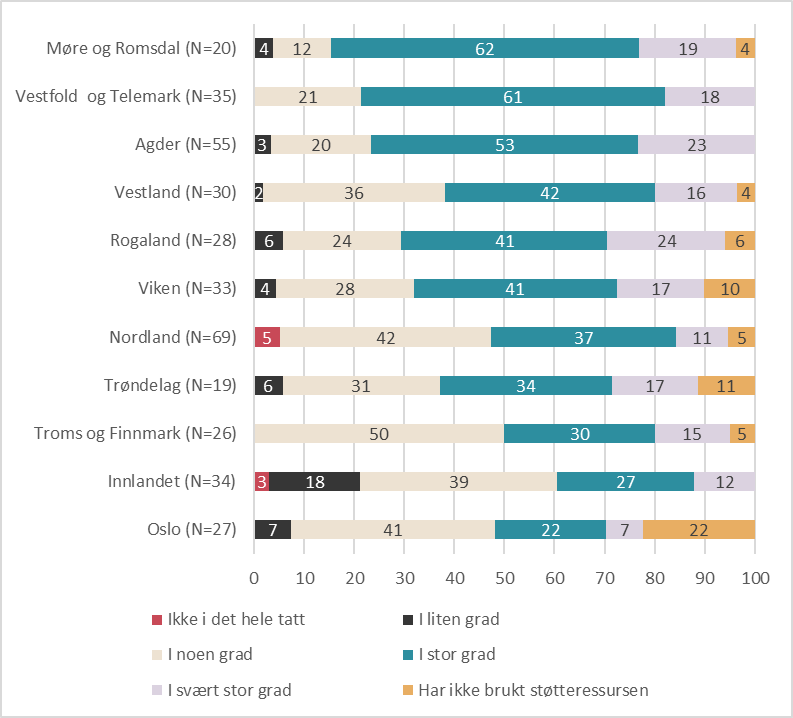 Møre og Romsdal (N=20) 4 12 62 19 4
Vestfold og Telemark (N=35) 21 61 18
Agder (N=55) 3 20 53 23
Vestland (N=30) 2 36 42 16 4
Rogaland (N=28) 6 24 41 24 6
Viken (N=33) 4 28 41 17 10
Nordland (N=69) 5 42 37 11 5
Trøndelag (N=19) 6 31 34 17 11
Troms og Finnmark (N=26) 50 30 15 5
Innlandet (N=34) 3 18 39 27 12
Oslo (N=27) 7 41 22 7 22
0 10 20 30 40 50 60 70 80 90 100
Ikke i det hele tatt I liten grad
I noen grad I stor grad
I svært stor grad Har ikke brukt støtteressursen